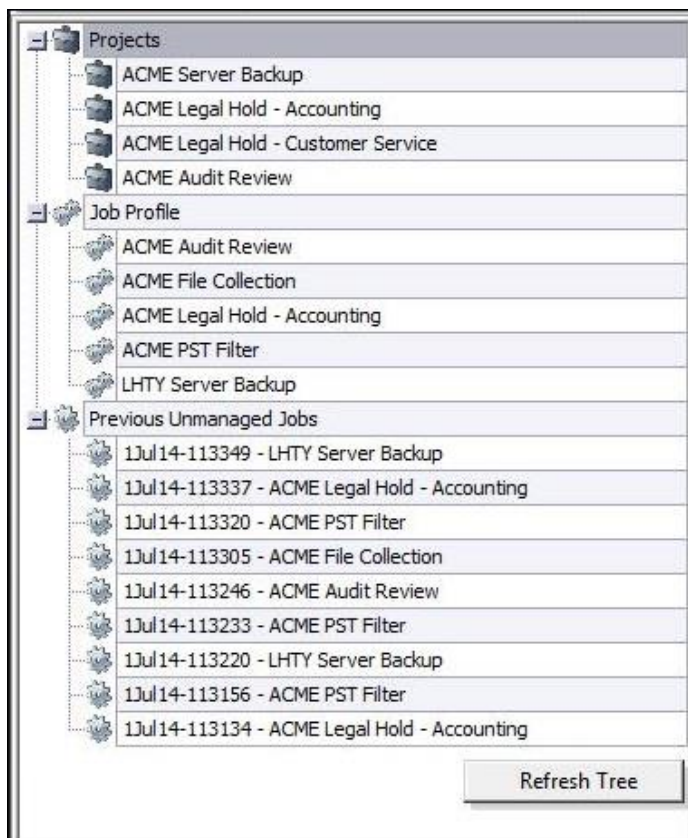 Projects
ACME Server Backup
ACME Legal Hold - Accounting
ACME Legal Hold - Customer Service
ACME Audit Review
Job Profile
ACME Audit Review
ACME File Collection
ACME Legal Hold - Accounting
ACME PST Filter
LHTY Server Backup
Previous Unmanaged Jobs
1Jul14-113349 - LHTY Server Backup
1Jul14-113337 - ACME Legal Hold - Accounting
1Jul14-113320 - ACME PST Filter
1Jul14-113305 - ACME File Collection
1Jul14-113246 - ACME Audit Review
1Jul14-113233 - ACME PST Filter
1Jul14-113220 - LHTY Server Backup
1Jul14-113156 - ACME PST Filter
1Jul14-113134 - ACME Legal Hold - Accounting
Refresh Tree